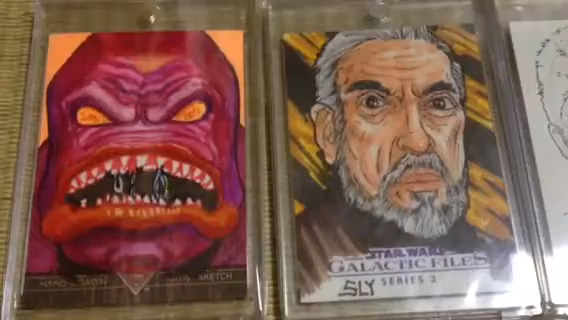 HAND DRAWN SKETCH
STAR WARS
GALACTIC FILES
SERIES 2
SLY